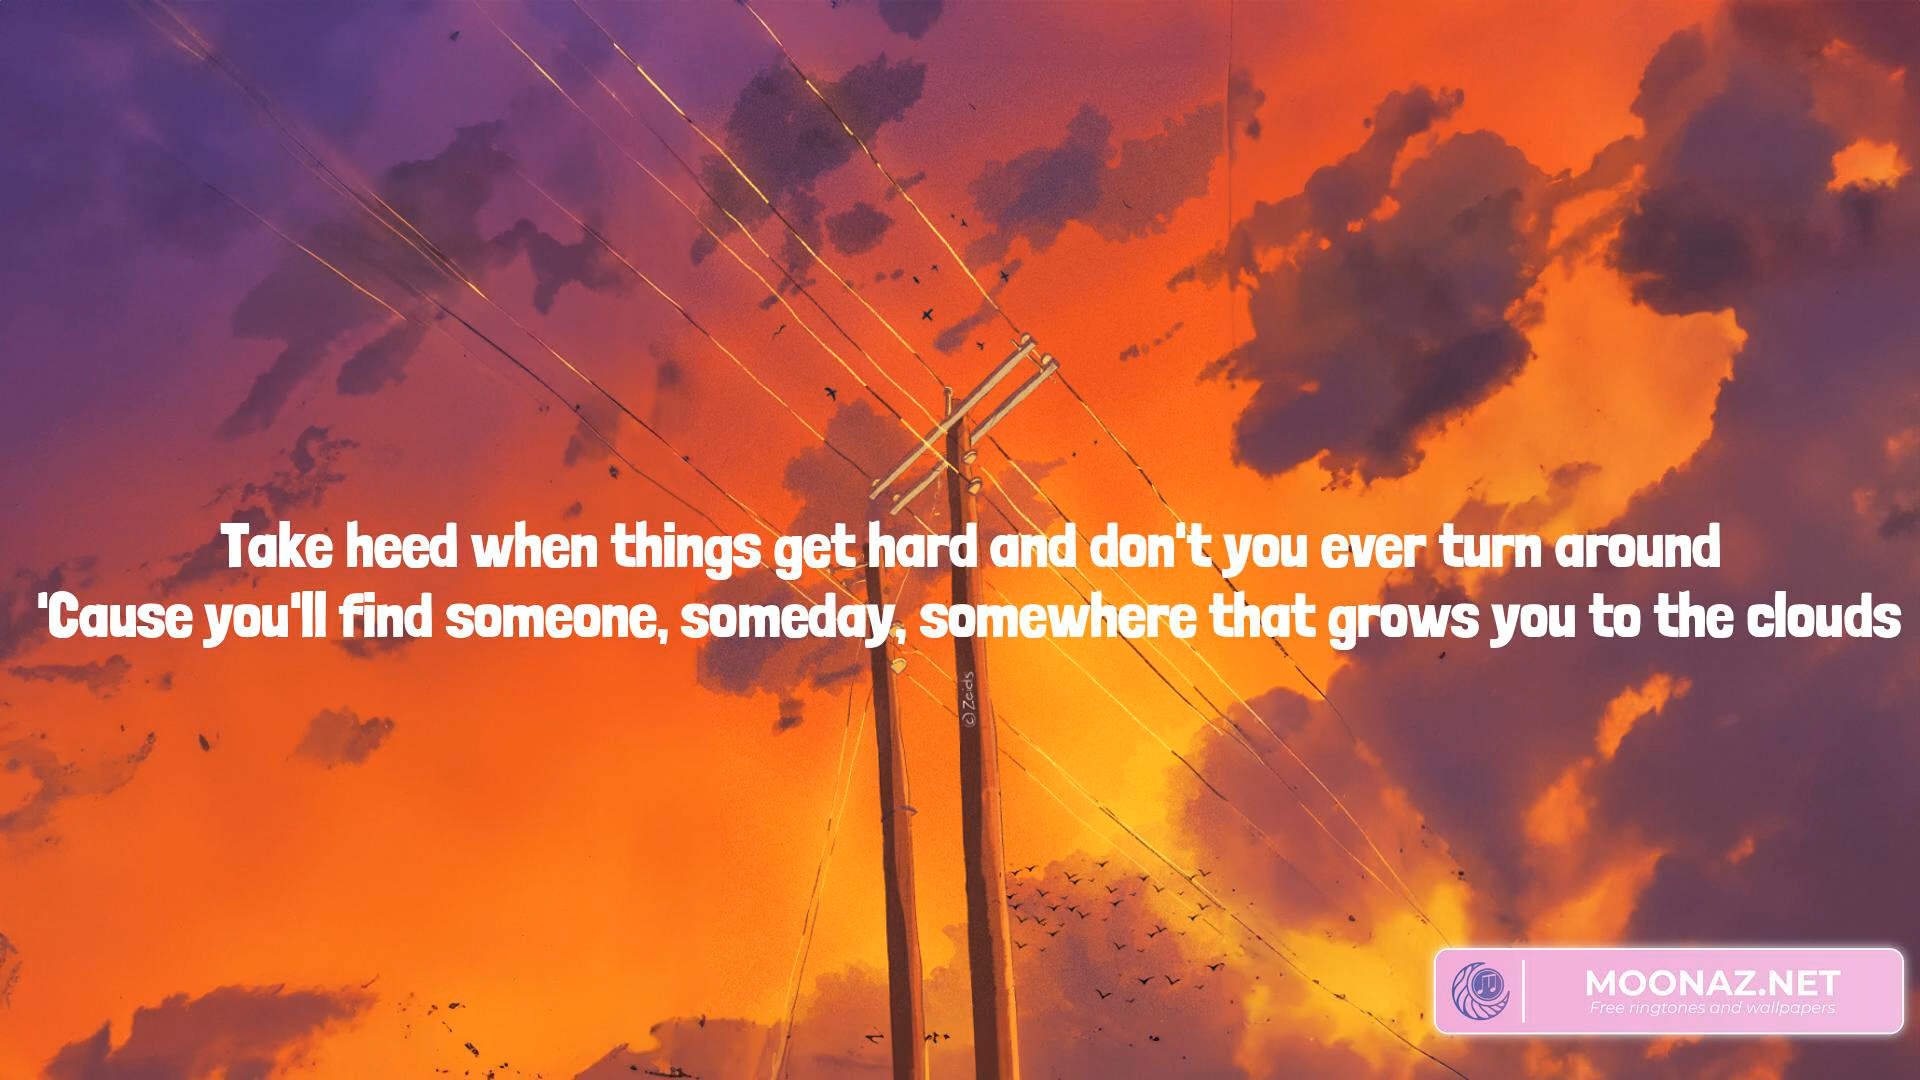 Take heed when things get hard and don't you ever turn around
'Cause you'll find someone, someday, somewhere that grows you to the clouds
(c) Zaids
MOONAZ.NET
Free ringtones and wallpapers